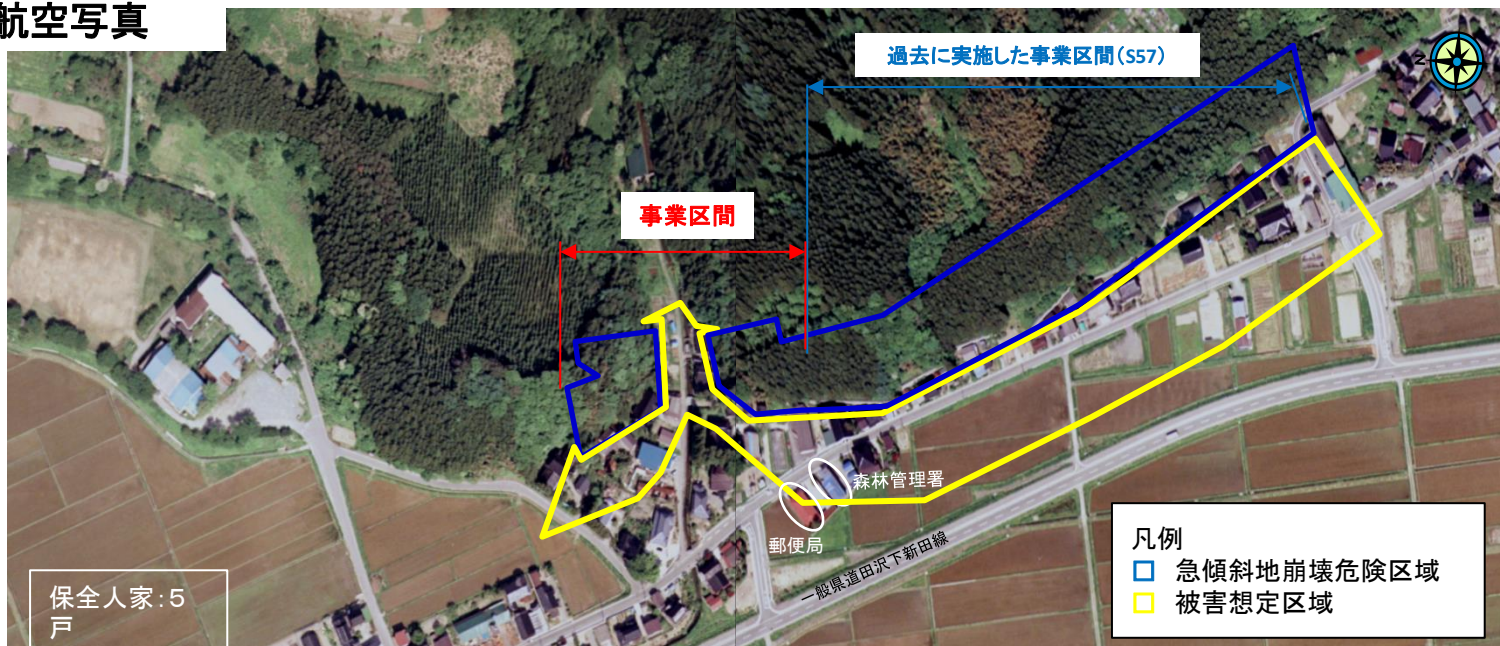 航空写真
過去に実施した事業区間(S57)
N
事業区間
森林管理署
郵便局
一般県道田沢下新田線
凡例
急傾斜地崩壊危険区域
被害想定区域
保全人家:5
戸